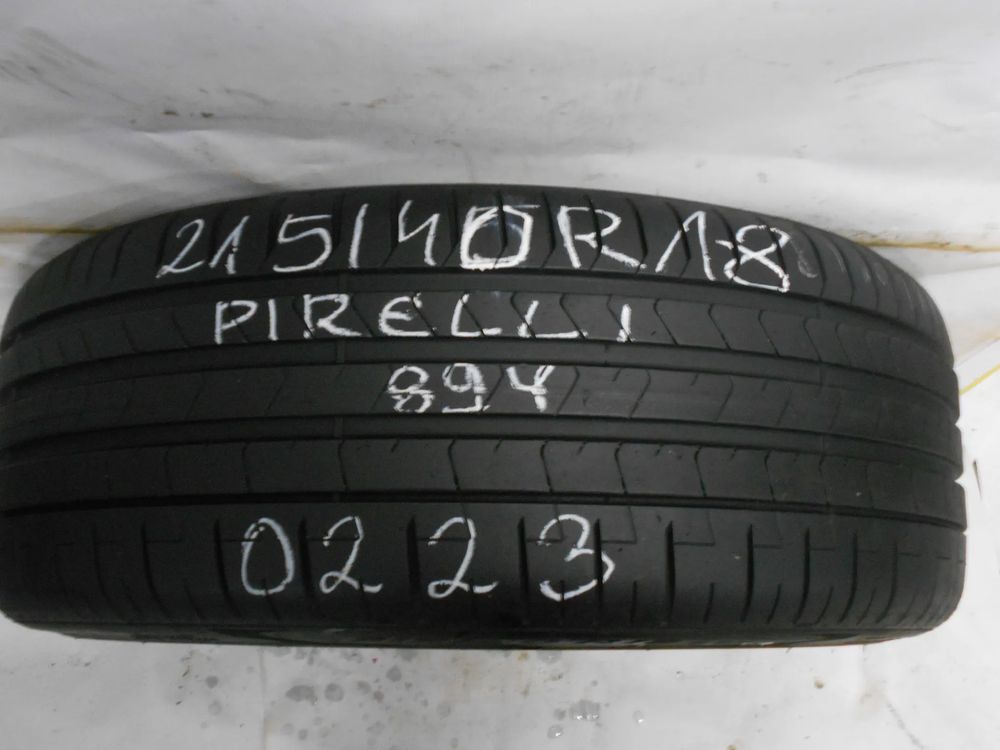 215/40R18
PIRELLI
89Y
0223